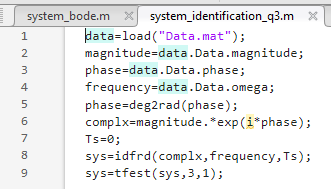 system_bode.m × system_identification_q3.m
1 data=load("Data.mat");
2 magnitude=data.Data.magnitude;
3 phase=data.Data.phase;
4 frequency=data.Data.omega;
5 phase=deg2rad(phase);
6 complx=magnitude.*exp(i*phase);
7 Ts=0;
8 sys=idfrd(complx,frequency,Ts);
9 sys=tfest(sys,3,1);